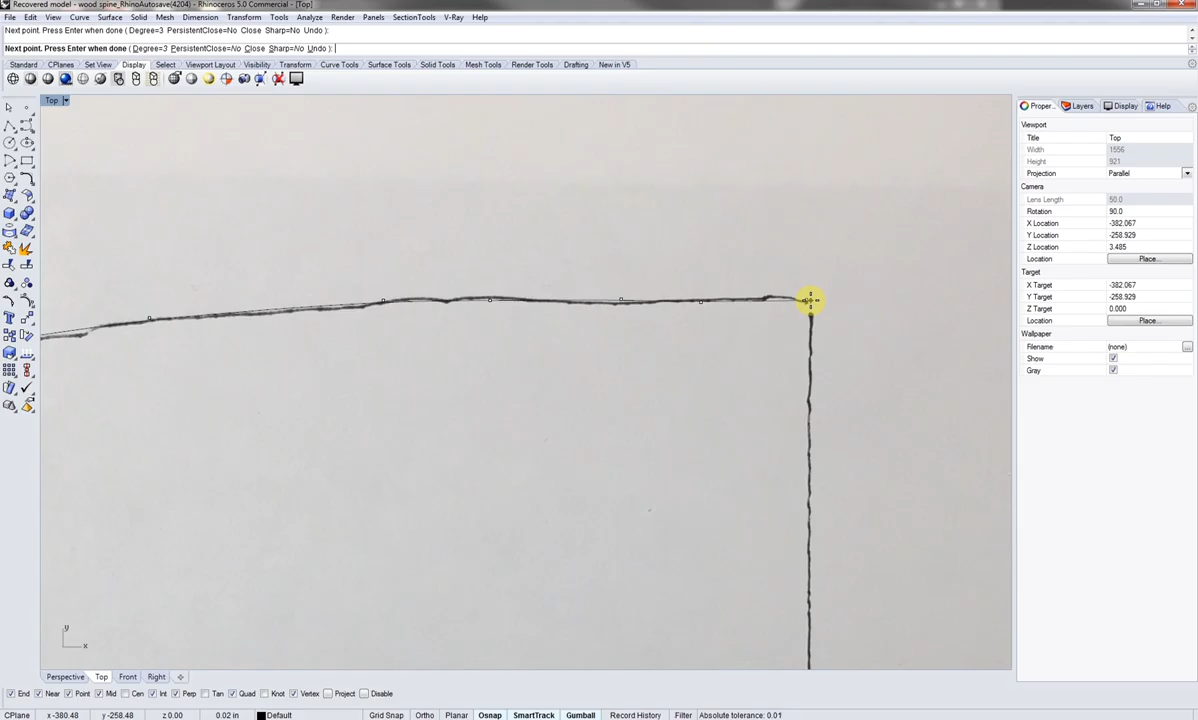 Recovered model - wood spine_RhinoAutosave(4204) - Rhinoceros 5.0 Commercial - [Top]
File Edit View Curve Surface Solid Mesh Dimension Transform Tools Analyze Render Panels SectionTools V-Ray Help
Next point. Press Enter when done ( Degree=3 PersistentClose=No Close Sharp=No Undo ):
Next point. Press Enter when done ( Degree=3 PersistentClose=No Close Sharp=No Undo ):
Standard CPlanes Set View Display Select Viewport Layout Visibility Transform Curve Tools Surface Tools Solid Tools Mesh Tools Render Tools Drafting New in V5
Top
Proper... Layers Display Help
Viewport
Title Top
Width 1556
Height 921
Projection Parallel
Camera
Lens Length 50.0
Rotation 90.0
X Location -382.067
Y Location -258.929
Z Location 3.485
Location Place...
Target
X Target -382.067
Y Target -258.929
Z Target 0.000
Location Place...
Wallpaper
Filename (none) ...
Show
Gray
y
x
Perspective Top Front Right
End Near Point Mid Cen Int Perp Tan Quad Knot Vertex Project Disable
CPlane x -380.48 y -258.48 z 0.00 0.02 in Default Grid Snap Ortho Planar Osnap SmartTrack Gumball Record History Filter Absolute tolerance: 0.01